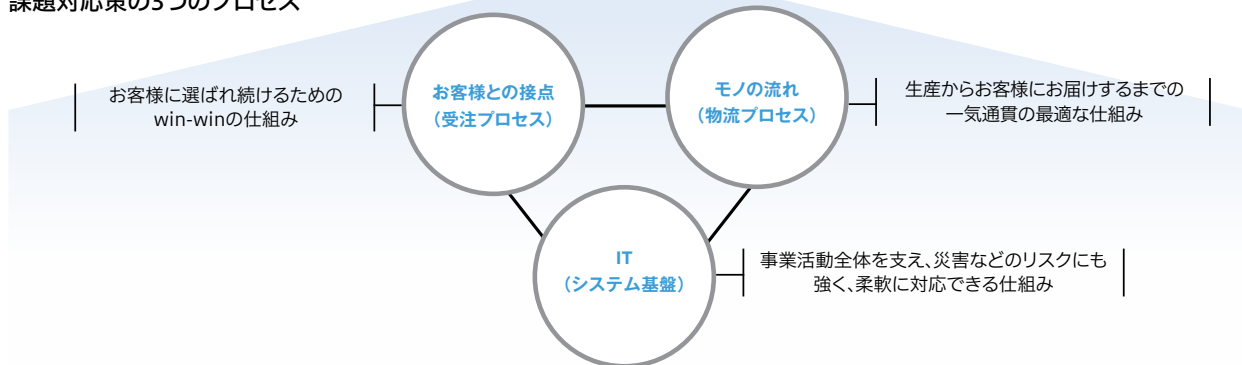 課題対応策の3つのプロセス
お客様に選ばれ続けるための
win-winの仕組み
お客様との接点
（受注プロセス）
モノの流れ
（物流プロセス）
生産からお客様にお届けするまでの
一気通貫の最適な仕組み
IT
（システム基盤）
事業活動全体を支え、災害などのリスクにも
強く、柔軟に対応できる仕組み